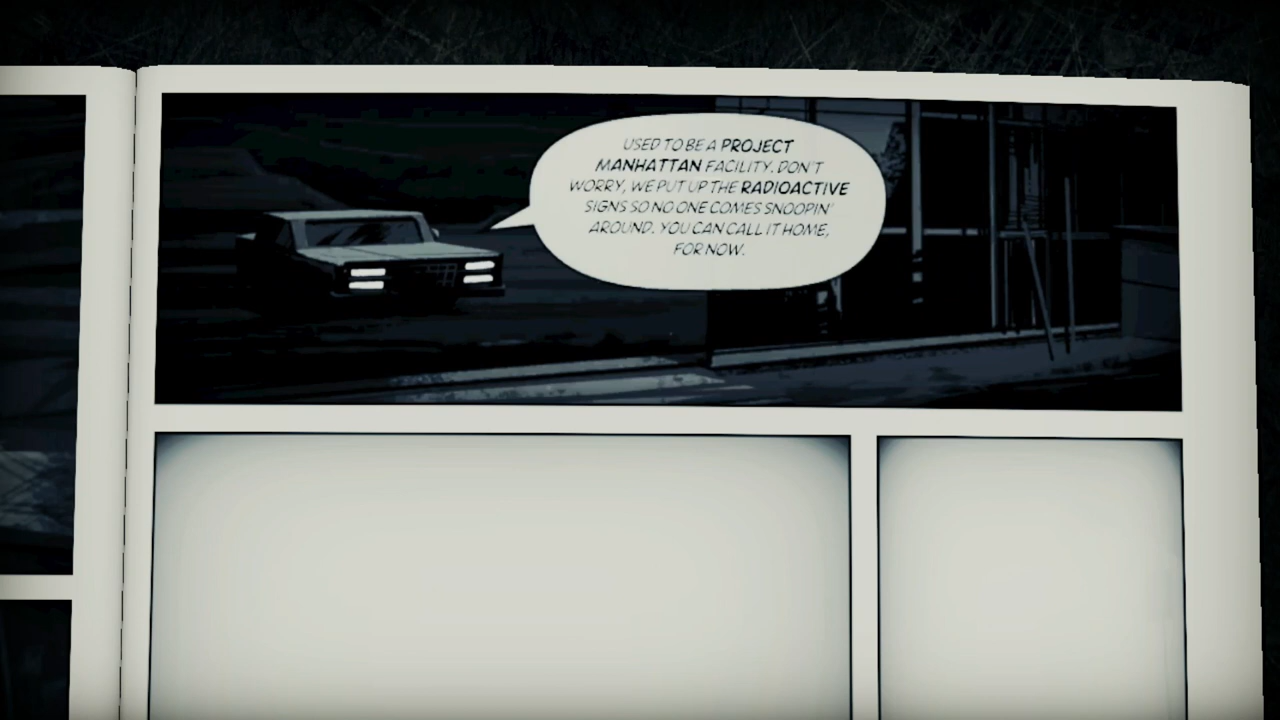 USED TO BE A PROJECT
MANHATTAN FACILITY. DON'T
WORRY, WE PUT UP THE RADIOACTIVE
SIGNS SO NO ONE COMES SNOOPIN'
AROUND. YOU CAN CALL IT HOME,
FOR NOW.